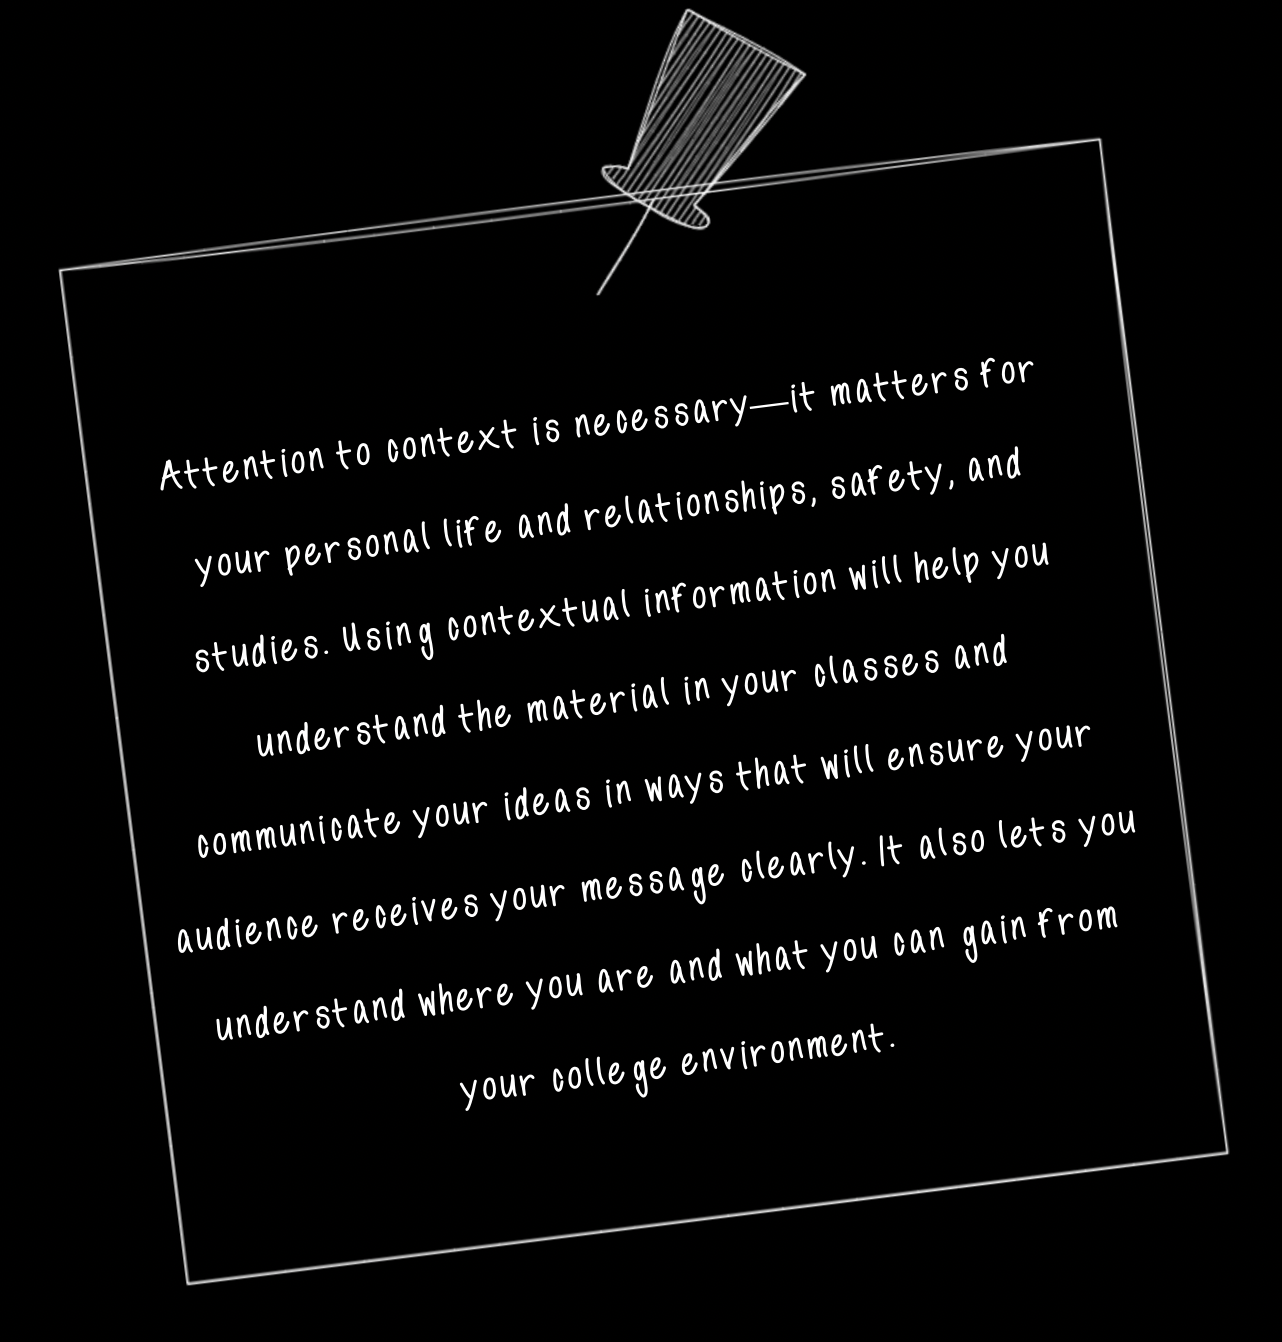 Attention to context is necessary—it matters for
your personal life and relationships, safety, and
studies. Using contextual information will help you
understand the material in your classes and
communicate your ideas in ways that will ensure your
audience receives your message clearly. It also lets you
understand where you are and what you can gain from
your college environment.